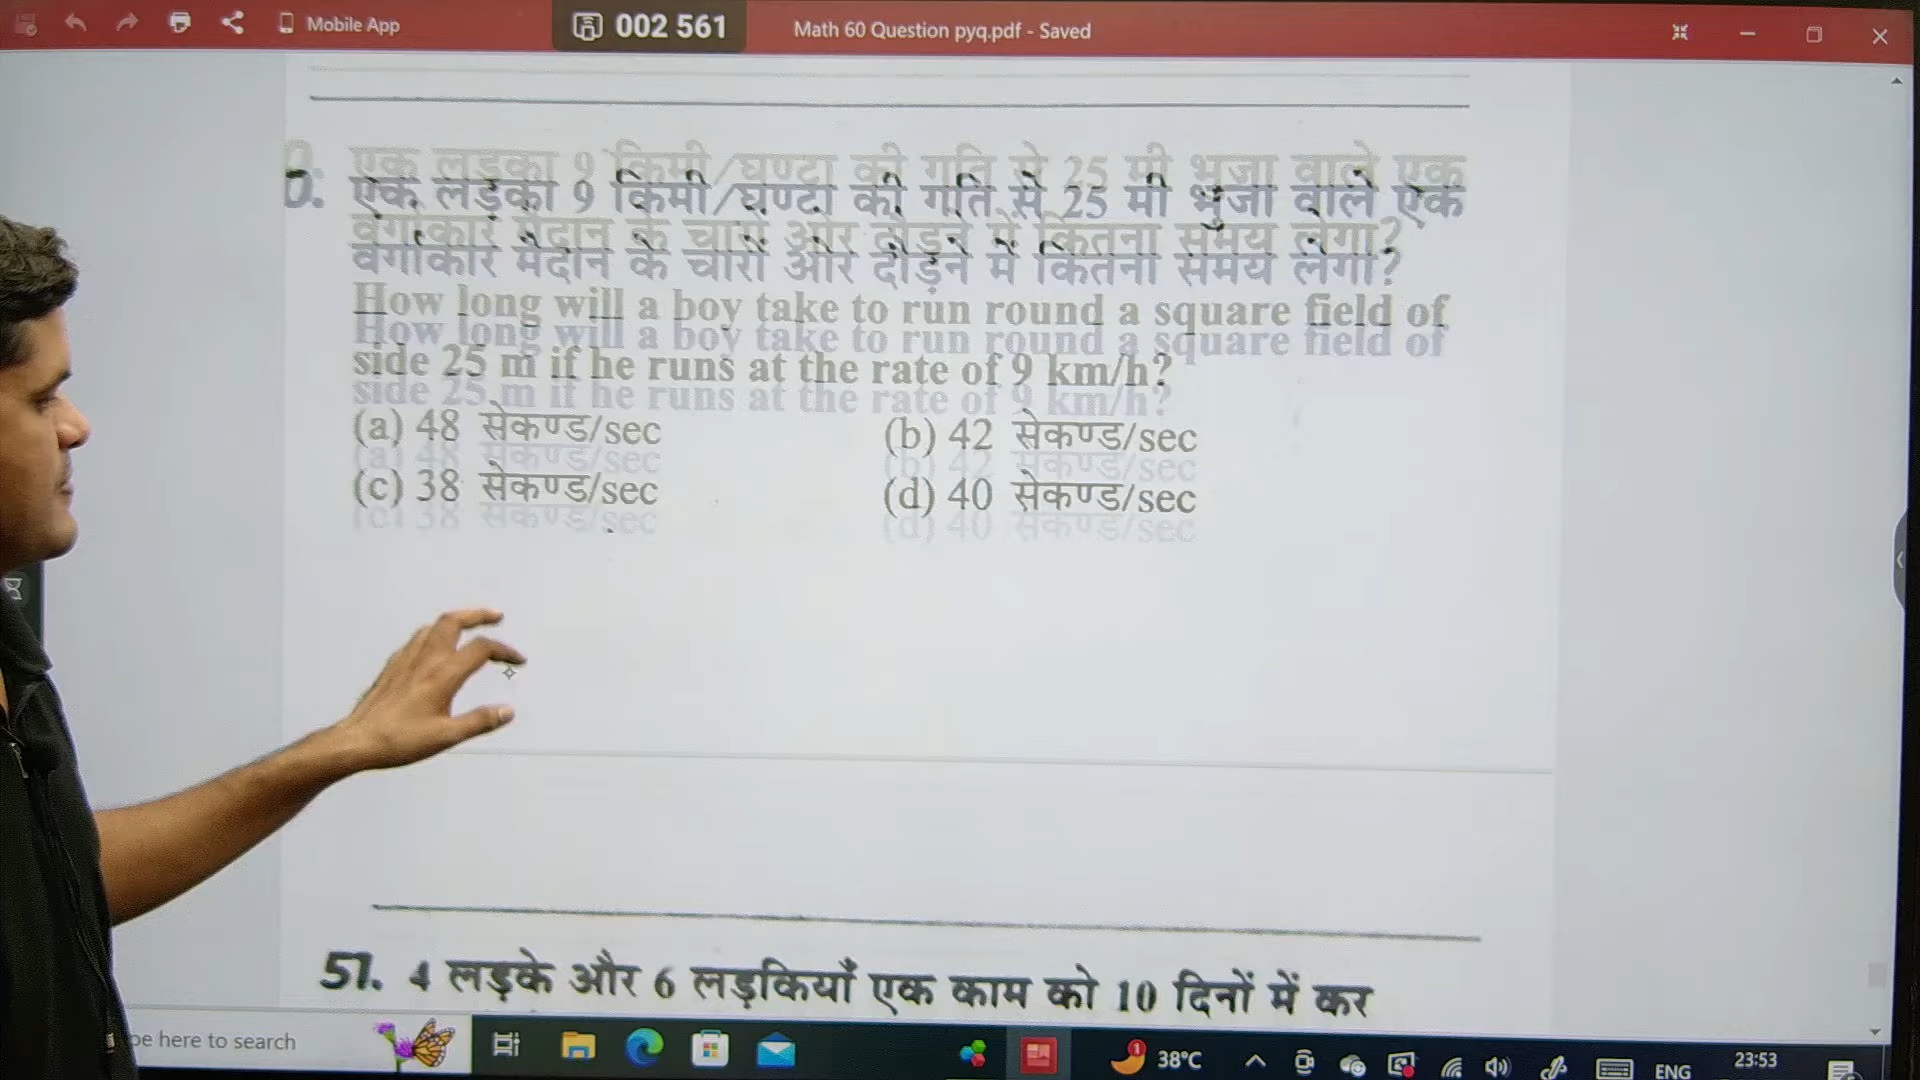 Mobile App
002 561
Math 60 Question pyq.pdf - Saved
एक लड़का 9 किमी/घण्टा की गति से 25 मी भुजा वाले एक
वर्गाकार मैदान के चारों ओर दौड़ने में कितना समय लेगा?
How long will a boy take to run round a square field of
side 25 m if he runs at the rate of 9 km/h?
(a) 48 सेकण्ड/sec (b) 42 सेकण्ड/sec
(c) 38 सेकण्ड/sec (d) 40 सेकण्ड/sec
51. 4 लड़के और 6 लड़कियाँ एक काम को 10 दिनों में कर
here to search
38°C
ENG
23:53